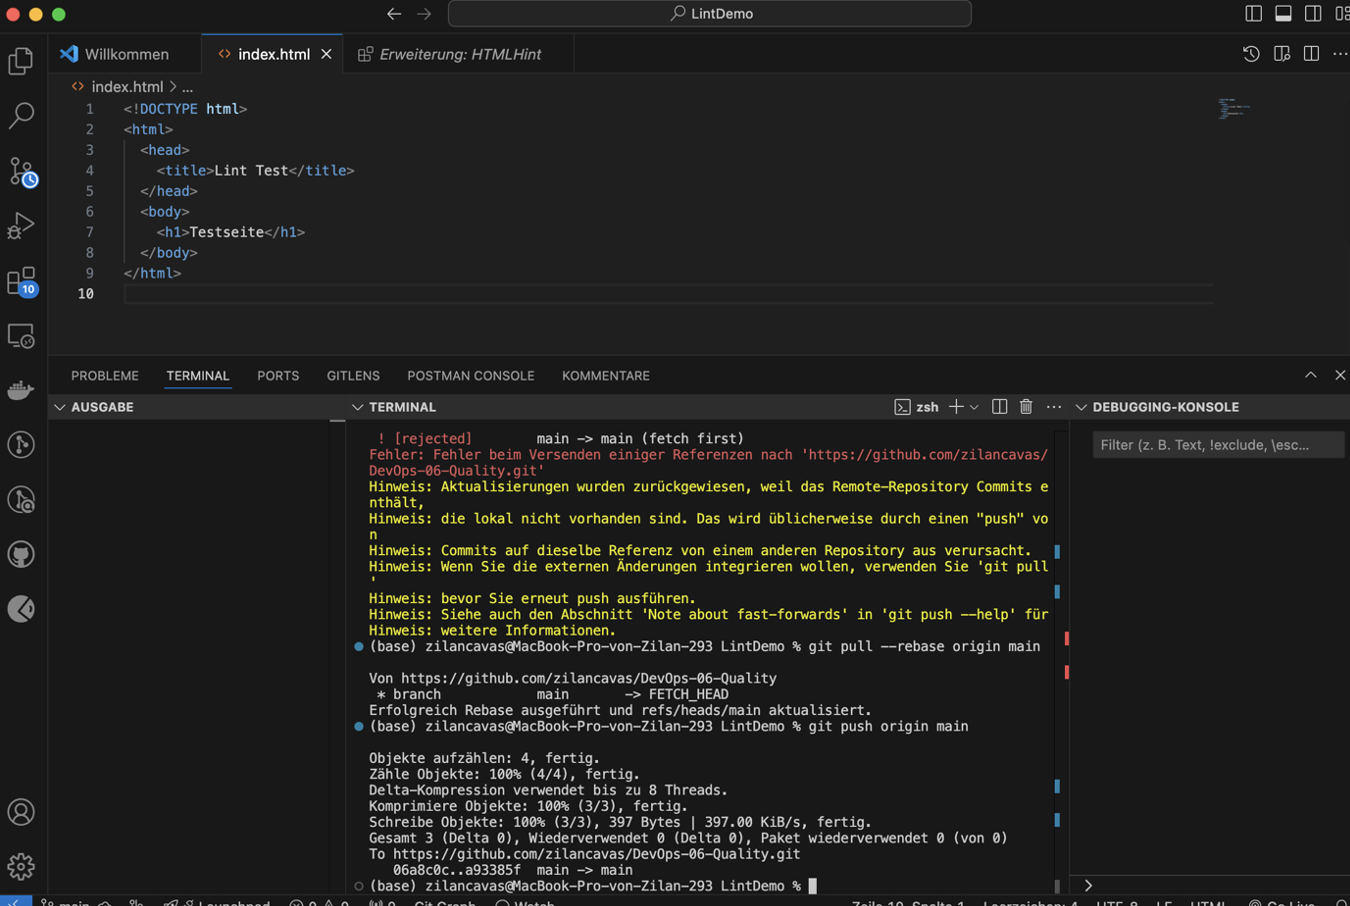 LintDemo
Willkommen
<> index.html ×
Erweiterung: HTMLHint
<> index.html > ...
1 <!DOCTYPE html>
2 <html>
3 <head>
4 <title>Lint Test</title>
5 </head>
6 <body>
7 <h1>Testseite</h1>
8 </body>
9 </html>
10
10
PROBLEME TERMINAL PORTS GITLENS POSTMAN CONSOLE KOMMENTARE
AUSGABE
TERMINAL
zsh
DEBUGGING-KONSOLE
Filter (z. B. Text, !exclude, \esc...
! [rejected] main -> main (fetch first)
Fehler: Fehler beim Versenden einiger Referenzen nach 'https://github.com/zilancavas/
DevOps-06-Quality.git'
Hinweis: Aktualisierungen wurden zurückgewiesen, weil das Remote-Repository Commits e
nthält,
Hinweis: die lokal nicht vorhanden sind. Das wird üblicherweise durch einen "push" vo
n
Hinweis: Commits auf dieselbe Referenz von einem anderen Repository aus verursacht.
Hinweis: Wenn Sie die externen Änderungen integrieren wollen, verwenden Sie 'git pull
'
Hinweis: bevor Sie erneut push ausführen.
Hinweis: Siehe auch den Abschnitt 'Note about fast-forwards' in 'git push --help' für
Hinweis: weitere Informationen.
(base) zilancavas@MacBook-Pro-von-Zilan-293 LintDemo % git pull --rebase origin main
Von https://github.com/zilancavas/DevOps-06-Quality
* branch main -> FETCH_HEAD
Erfolgreich Rebase ausgeführt und refs/heads/main aktualisiert.
(base) zilancavas@MacBook-Pro-von-Zilan-293 LintDemo % git push origin main
Objekte aufzählen: 4, fertig.
Zähle Objekte: 100% (4/4), fertig.
Delta-Kompression verwendet bis zu 8 Threads.
Komprimiere Objekte: 100% (3/3), fertig.
Schreibe Objekte: 100% (3/3), 397 Bytes | 397.00 KiB/s, fertig.
Gesamt 3 (Delta 0), Wiederverwendet 0 (Delta 0), Paket wiederverwendet 0 (von 0)
To https://github.com/zilancavas/DevOps-06-Quality.git
06a8c0c..a93385f main -> main
(base) zilancavas@MacBook-Pro-von-Zilan-293 LintDemo %
main Launchpad 0 0 0 Git Graph Watch Zeile 10, Spalte 1 Leerzeichen: 4 UTF-8 LF HTML Go Live